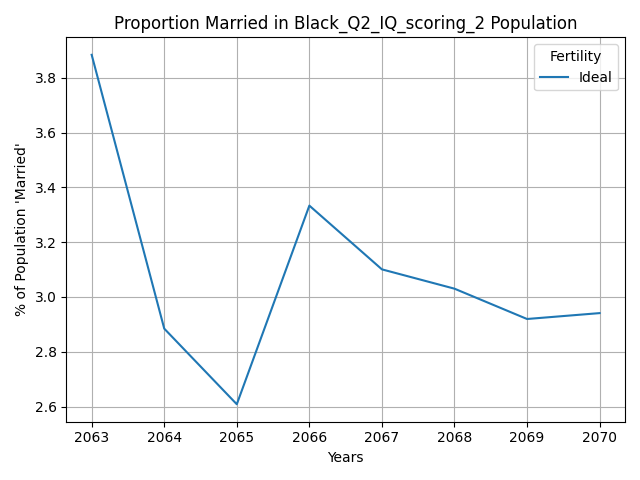 Proportion Married in Black_Q2_IQ_scoring_2 Population
Fertility
Ideal
% of Population 'Married'
3.8
3.6
3.4
3.2
3.0
2.8
2.6
2063 2064 2065 2066 2067 2068 2069 2070
Years